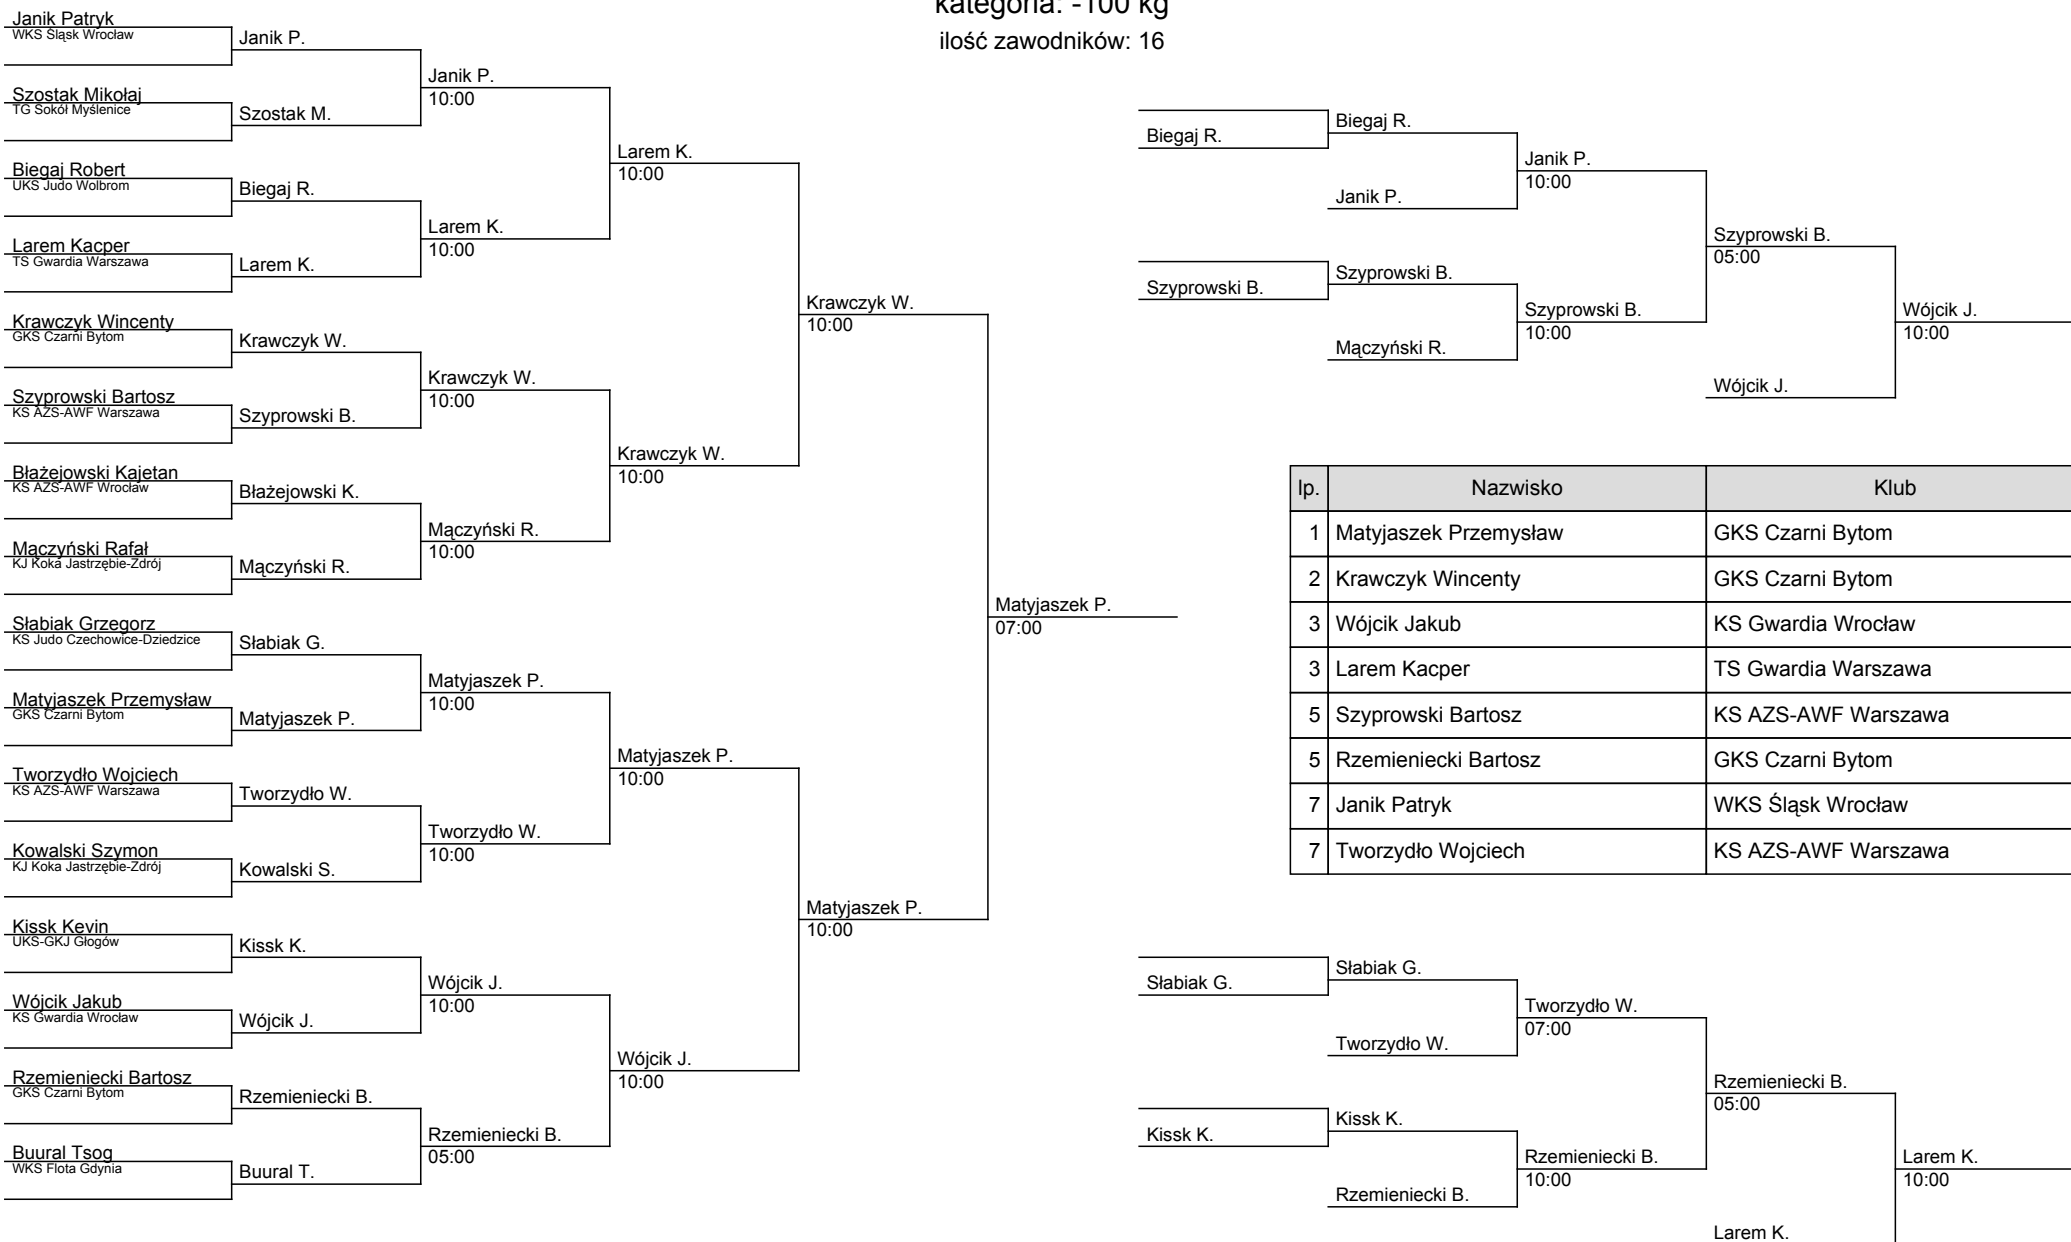 kategoria: -100 kg
ilość zawodników: 16
Janik Patryk
WKS Śląsk Wrocław
Szostak Mikołaj
TG Sokół Myślenice
Biegaj Robert
UKS Judo Wolbrom
Larem Kacper
TS Gwardia Warszawa
Krawczyk Wincenty
GKS Czarni Bytom
Szyprowski Bartosz
KS AZS-AWF Warszawa
Błażejowski Kajetan
KS AZS-AWF Wrocław
Mączyński Rafał
KJ Koka Jastrzębie-Zdrój
Słabiak Grzegorz
KS Judo Czechowice-Dziedzice
Matyjaszek Przemysław
GKS Czarni Bytom
Tworzydło Wojciech
KS AZS-AWF Warszawa
Kowalski Szymon
KJ Koka Jastrzębie-Zdrój
Kissk Kevin
UKS-GKJ Głogów
Wójcik Jakub
KS Gwardia Wrocław
Rzemieniecki Bartosz
GKS Czarni Bytom
Buural Tsog
WKS Flota Gdynia
Janik P.
Szostak M.
Biegaj R.
Larem K.
Krawczyk W.
Szyprowski B.
Błażejowski K.
Mączyński R.
Słabiak G.
Matyjaszek P.
Tworzydło W.
Kowalski S.
Kissk K.
Wójcik J.
Rzemieniecki B.
Buural T.
Janik P.
10:00
Larem K.
10:00
Krawczyk W.
10:00
Mączyński R.
10:00
Matyjaszek P.
10:00
Tworzydło W.
10:00
Wójcik J.
10:00
Rzemieniecki B.
05:00
Larem K.
10:00
Krawczyk W.
10:00
Matyjaszek P.
10:00
Wójcik J.
10:00
Krawczyk W.
10:00
Matyjaszek P.
10:00
Matyjaszek P.
07:00
Biegaj R.
Szyprowski B.
Biegaj R.
Janik P.
Szyprowski B.
Mączyński R.
Janik P.
10:00
Szyprowski B.
10:00
Szyprowski B.
05:00
Wójcik J.
Wójcik J.
10:00
lp. Nazwisko Klub
1 Matyjaszek Przemysław GKS Czarni Bytom
2 Krawczyk Wincenty GKS Czarni Bytom
3 Wójcik Jakub KS Gwardia Wrocław
3 Larem Kacper TS Gwardia Warszawa
5 Szyprowski Bartosz KS AZS-AWF Warszawa
5 Rzemieniecki Bartosz GKS Czarni Bytom
7 Janik Patryk WKS Śląsk Wrocław
7 Tworzydło Wojciech KS AZS-AWF Warszawa
Słabiak G.
Kissk K.
Słabiak G.
Tworzydło W.
Kissk K.
Rzemieniecki B.
Tworzydło W.
07:00
Rzemieniecki B.
10:00
Rzemieniecki B.
05:00
Larem K.
Larem K.
10:00